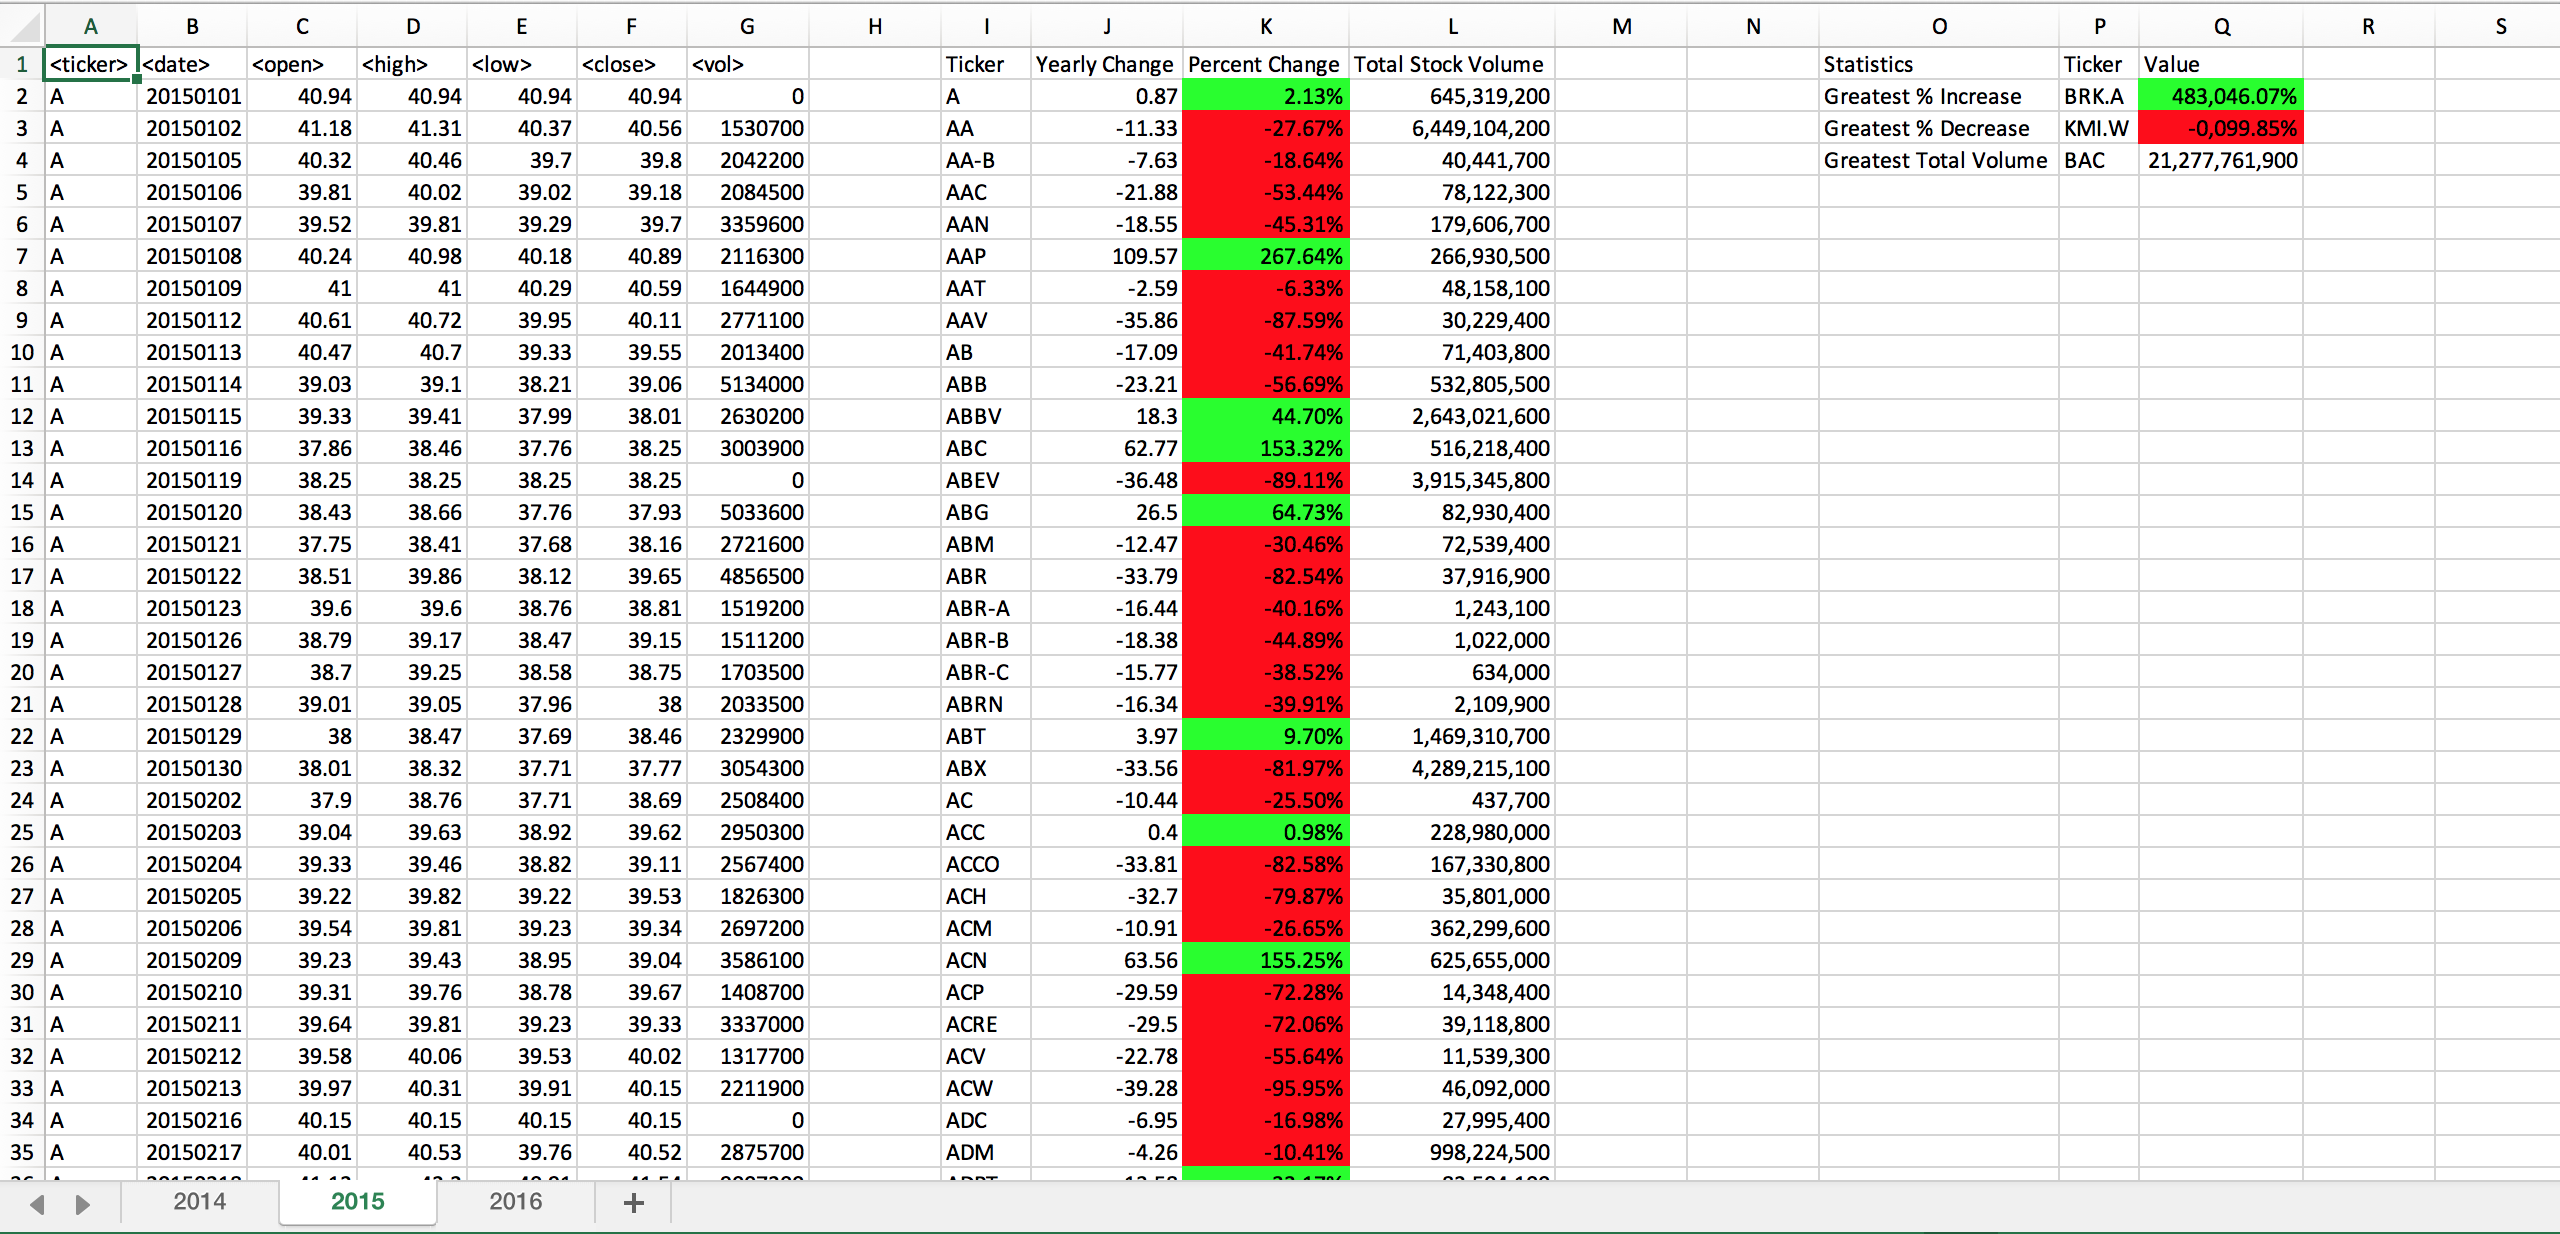 A B C D E F G H I J K L M N O P Q R S
1 <ticker> <date> <open> <high> <low> <close> <vol> Ticker Yearly Change Percent Change Total Stock Volume Statistics Ticker Value
2 A 20150101 40.94 40.94 40.94 40.94 0 A 0.87 2.13% 645,319,200 Greatest % Increase BRK.A 483,046.07%
3 A 20150102 41.18 41.31 40.37 40.56 1530700 AA -11.33 -27.67% 6,449,104,200 Greatest % Decrease KMI.W -0,099.85%
4 A 20150105 40.32 40.46 39.7 39.8 2042200 AA-B -7.63 -18.64% 40,441,700 Greatest Total Volume BAC 21,277,761,900
5 A 20150106 39.81 40.02 39.02 39.18 2084500 AAC -21.88 -53.44% 78,122,300
6 A 20150107 39.52 39.81 39.29 39.7 3359600 AAN -18.55 -45.31% 179,606,700
7 A 20150108 40.24 40.98 40.18 40.89 2116300 AAP 109.57 267.64% 266,930,500
8 A 20150109 41 41 40.29 40.59 1644900 AAT -2.59 -6.33% 48,158,100
9 A 20150112 40.61 40.72 39.95 40.11 2771100 AAV -35.86 -87.59% 30,229,400
10 A 20150113 40.47 40.7 39.33 39.55 2013400 AB -17.09 -41.74% 71,403,800
11 A 20150114 39.03 39.1 38.21 39.06 5134000 ABB -23.21 -56.69% 532,805,500
12 A 20150115 39.33 39.41 37.99 38.01 2630200 ABBV 18.3 44.70% 2,643,021,600
13 A 20150116 37.86 38.46 37.76 38.25 3003900 ABC 62.77 153.32% 516,218,400
14 A 20150119 38.25 38.25 38.25 38.25 0 ABEV -36.48 -89.11% 3,915,345,800
15 A 20150120 38.43 38.66 37.76 37.93 5033600 ABG 26.5 64.73% 82,930,400
16 A 20150121 37.75 38.41 37.68 38.16 2721600 ABM -12.47 -30.46% 72,539,400
17 A 20150122 38.51 39.86 38.12 39.65 4856500 ABR -33.79 -82.54% 37,916,900
18 A 20150123 39.6 39.6 38.76 38.81 1519200 ABR-A -16.44 -40.16% 1,243,100
19 A 20150126 38.79 39.17 38.47 39.15 1511200 ABR-B -18.38 -44.89% 1,022,000
20 A 20150127 38.7 39.25 38.58 38.75 1703500 ABR-C -15.77 -38.52% 634,000
21 A 20150128 39.01 39.05 37.96 38 2033500 ABRN -16.34 -39.91% 2,109,900
22 A 20150129 38 38.47 37.69 38.46 2329900 ABT 3.97 9.70% 1,469,310,700
23 A 20150130 38.01 38.32 37.71 37.77 3054300 ABX -33.56 -81.97% 4,289,215,100
24 A 20150202 37.9 38.76 37.71 38.69 2508400 AC -10.44 -25.50% 437,700
25 A 20150203 39.04 39.63 38.92 39.62 2950300 ACC 0.4 0.98% 228,980,000
26 A 20150204 39.33 39.46 38.82 39.11 2567400 ACCO -33.81 -82.58% 167,330,800
27 A 20150205 39.22 39.82 39.22 39.53 1826300 ACH -32.7 -79.87% 35,801,000
28 A 20150206 39.54 39.81 39.23 39.34 2697200 ACM -10.91 -26.65% 362,299,600
29 A 20150209 39.23 39.43 38.95 39.04 3586100 ACN 63.56 155.25% 625,655,000
30 A 20150210 39.31 39.76 38.78 39.67 1408700 ACP -29.59 -72.28% 14,348,400
31 A 20150211 39.64 39.81 39.23 39.33 3337000 ACRE -29.5 -72.06% 39,118,800
32 A 20150212 39.58 40.06 39.53 40.02 1317700 ACV -22.78 -55.64% 11,539,300
33 A 20150213 39.97 40.31 39.91 40.15 2211900 ACW -39.28 -95.95% 46,092,000
34 A 20150216 40.15 40.15 40.15 40.15 0 ADC -6.95 -16.98% 27,995,400
35 A 20150217 40.01 40.53 39.76 40.52 2875700 ADM -4.26 -10.41% 998,224,500
2014 2015 2016 +